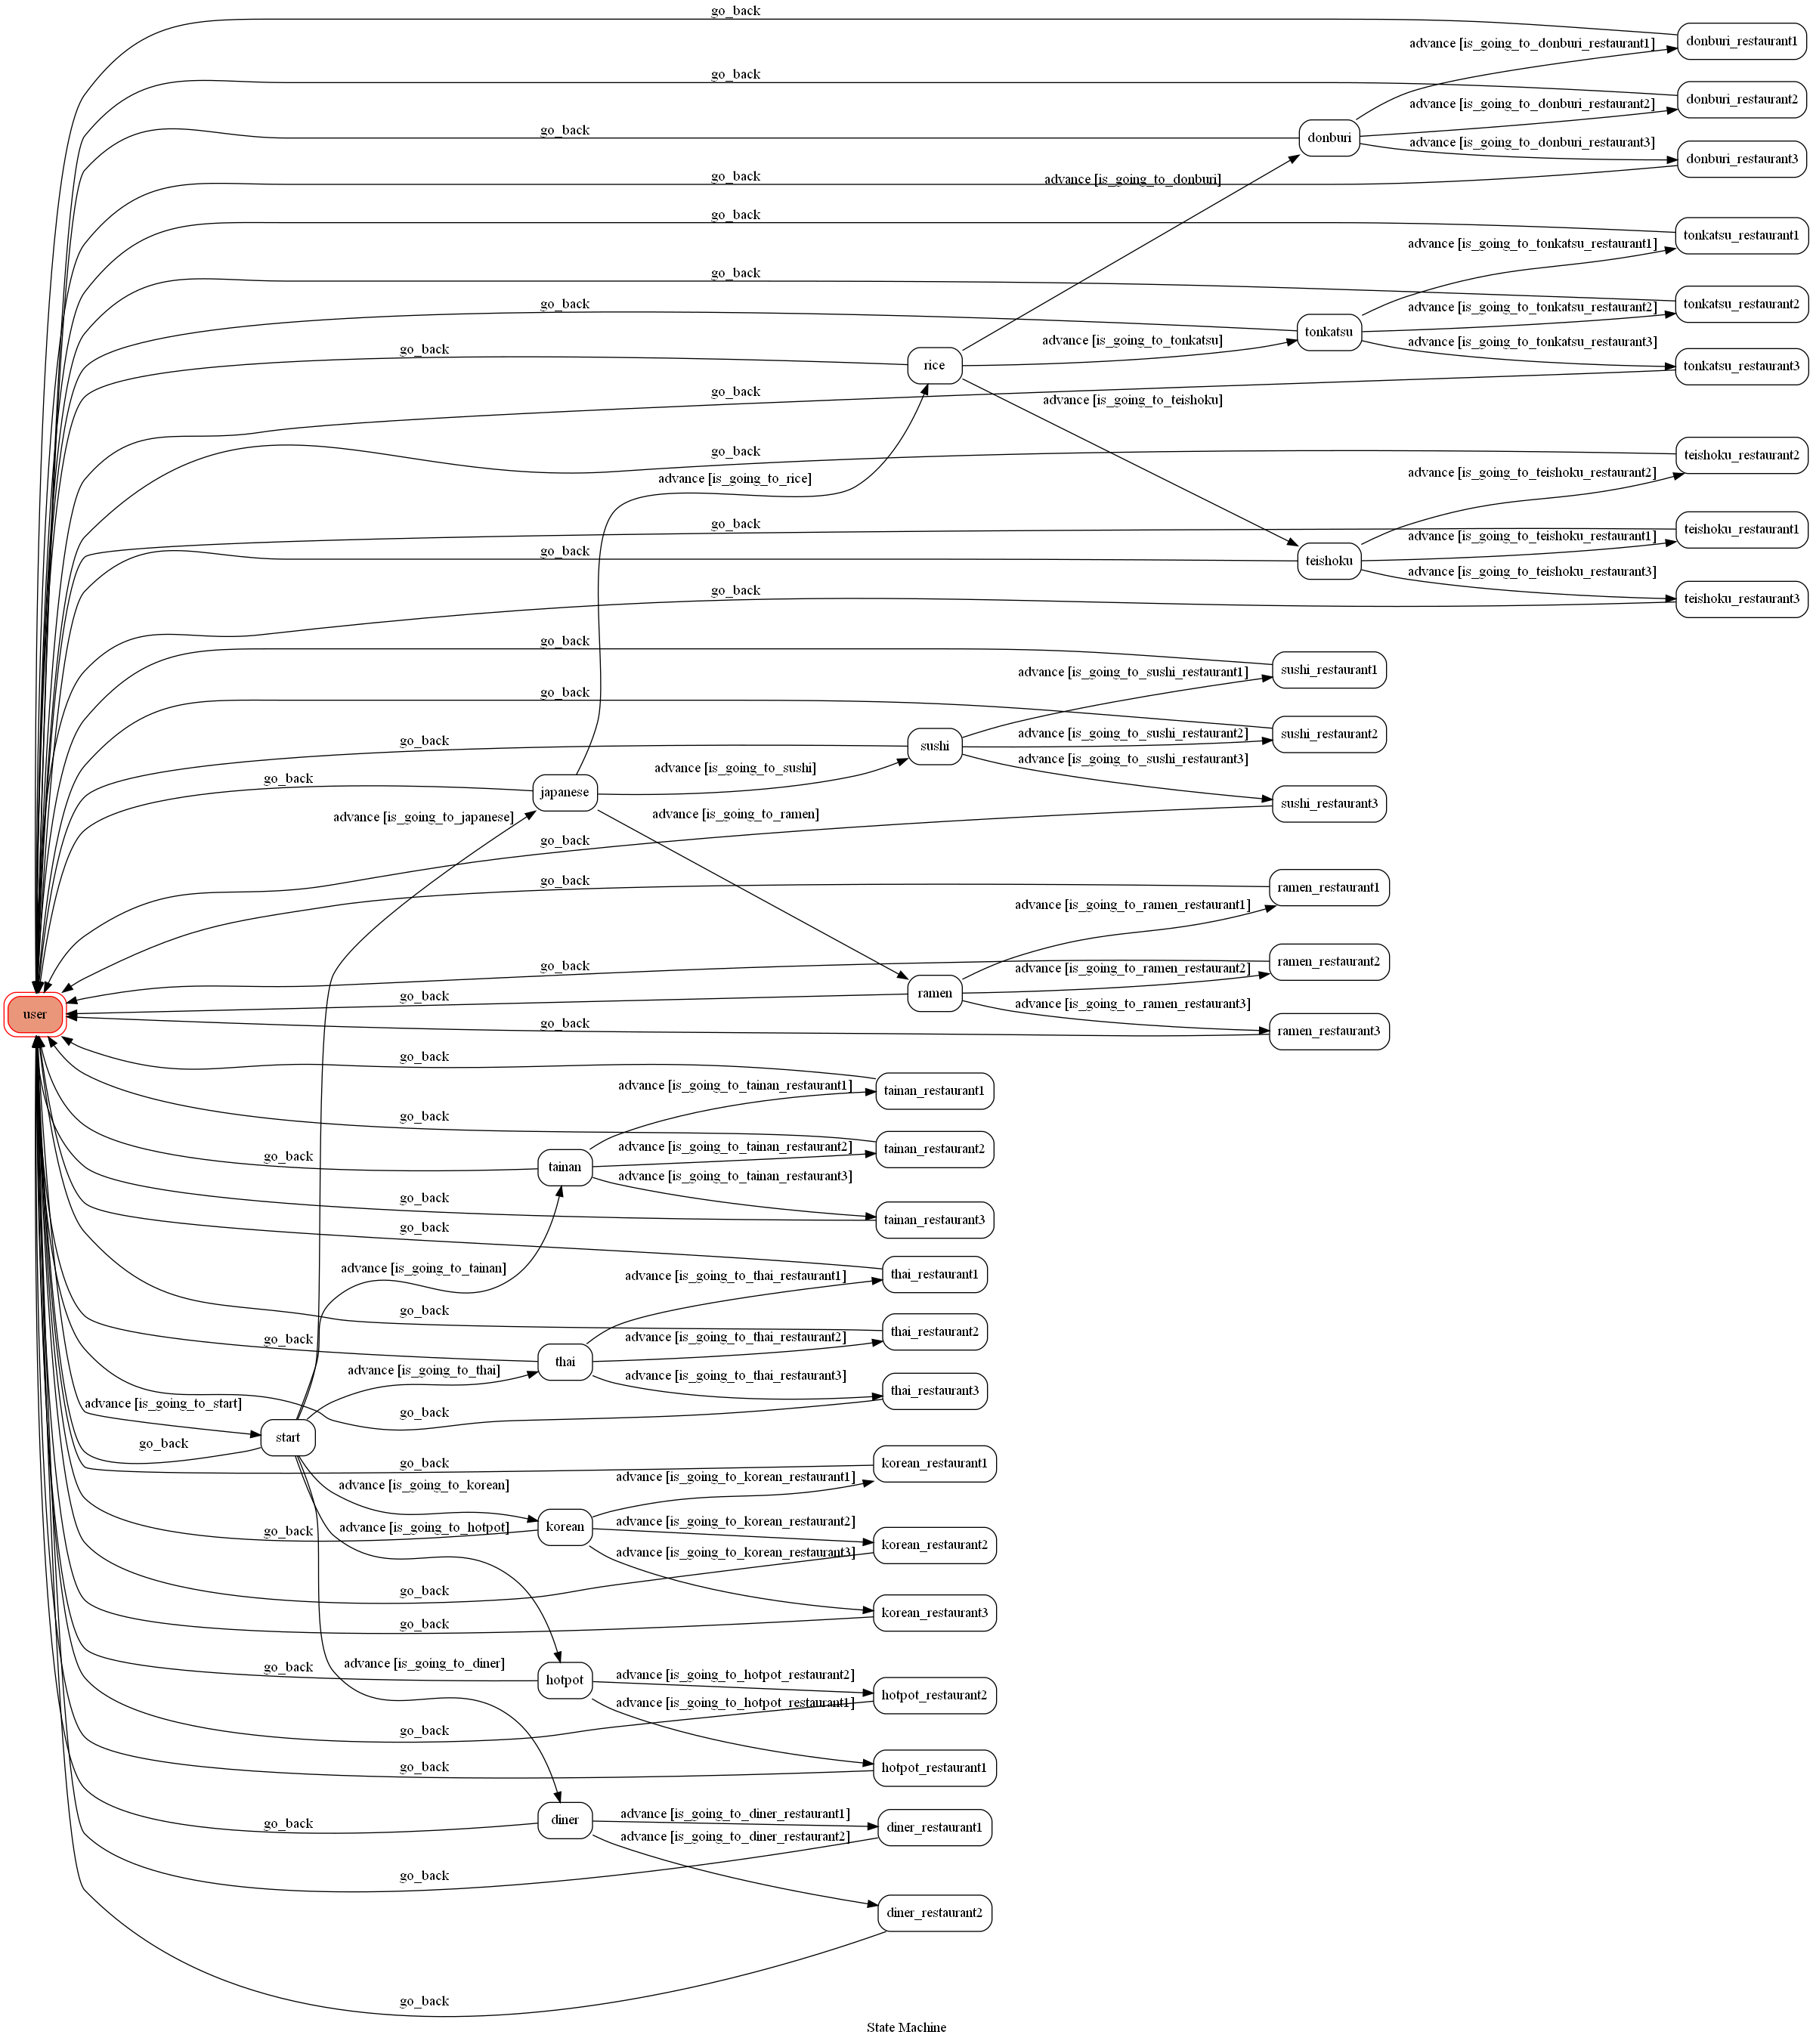 go_back
donburi_restaurant1
advance [is_going_to_donburi_restaurant1]
go_back
donburi_restaurant2
advance [is_going_to_donburi_restaurant2]
go_back
donburi
advance [is_going_to_donburi_restaurant3]
donburi_restaurant3
go_back
advance [is_going_to_donburi]
go_back
tonkatsu_restaurant1
advance [is_going_to_tonkatsu_restaurant1]
go_back
go_back
tonkatsu_restaurant2
advance [is_going_to_tonkatsu_restaurant2]
tonkatsu
advance [is_going_to_tonkatsu]
advance [is_going_to_tonkatsu_restaurant3]
go_back
rice
tonkatsu_restaurant3
go_back
advance [is_going_to_teishoku]
go_back
teishoku_restaurant2
advance [is_going_to_rice]
advance [is_going_to_teishoku_restaurant2]
go_back
teishoku_restaurant1
advance [is_going_to_teishoku_restaurant1]
go_back
teishoku
advance [is_going_to_teishoku_restaurant3]
go_back
teishoku_restaurant3
go_back
sushi_restaurant1
advance [is_going_to_sushi_restaurant1]
go_back
advance [is_going_to_sushi_restaurant2]
sushi_restaurant2
go_back
sushi
advance [is_going_to_sushi_restaurant3]
advance [is_going_to_sushi]
go_back
japanese
sushi_restaurant3
advance [is_going_to_japanese]
advance [is_going_to_ramen]
go_back
go_back
ramen_restaurant1
advance [is_going_to_ramen_restaurant1]
go_back
advance [is_going_to_ramen_restaurant2]
ramen_restaurant2
go_back
ramen
advance [is_going_to_ramen_restaurant3]
user
go_back
ramen_restaurant3
go_back
advance [is_going_to_tainan_restaurant1]
tainan_restaurant1
go_back
advance [is_going_to_tainan_restaurant2]
tainan_restaurant2
go_back
tainan
advance [is_going_to_tainan_restaurant3]
go_back
tainan_restaurant3
go_back
advance [is_going_to_tainan]
advance [is_going_to_thai_restaurant1]
thai_restaurant1
go_back
go_back
advance [is_going_to_thai_restaurant2]
thai_restaurant2
thai
advance [is_going_to_thai]
advance [is_going_to_thai_restaurant3]
thai_restaurant3
advance [is_going_to_start]
go_back
start
go_back
go_back
korean_restaurant1
advance [is_going_to_korean]
advance [is_going_to_korean_restaurant1]
advance [is_going_to_hotpot]
go_back
korean
advance [is_going_to_korean_restaurant2]
korean_restaurant2
advance [is_going_to_korean_restaurant3]
go_back
go_back
korean_restaurant3
advance [is_going_to_diner]
go_back
hotpot
advance [is_going_to_hotpot_restaurant2]
hotpot_restaurant2
advance [is_going_to_hotpot_restaurant1]
go_back
go_back
hotpot_restaurant1
go_back
diner
advance [is_going_to_diner_restaurant1]
diner_restaurant1
advance [is_going_to_diner_restaurant2]
go_back
diner_restaurant2
go_back
State Machine